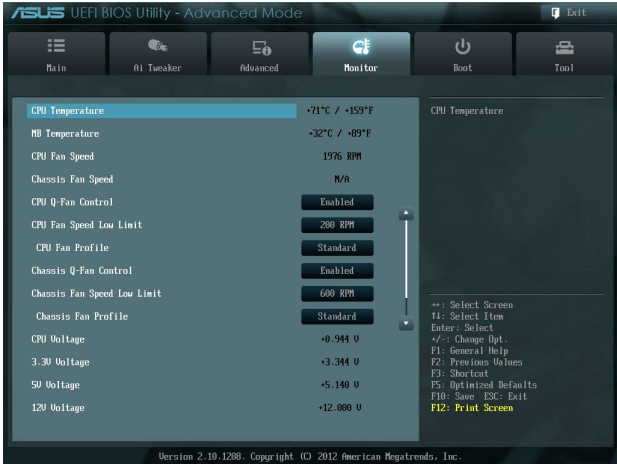 ASUS UEFI BIOS Utility - Advanced Mode
Exit
Main
Ai Tweaker
Advanced
Monitor
Boot
Tool
CPU Temperature +71°C / +159°F
MB Temperature +32°C / +89°F
CPU Fan Speed 1976 RPM
Chassis Fan Speed N/A
CPU Q-Fan Control Enabled
CPU Fan Speed Low Limit 200 RPM
CPU Fan Profile Standard
Chassis Q-Fan Control Enabled
Chassis Fan Speed Low Limit 600 RPM
Chassis Fan Profile Standard
CPU Voltage +0.944 V
3.3V Voltage +3.344 V
5V Voltage +5.140 V
12V Voltage +12.000 V
CPU Temperature
→←: Select Screen
↑↓: Select Item
Enter: Select
+/-: Change Opt.
F1: General Help
F2: Previous Values
F3: Shortcut
F5: Optimized Defaults
F10: Save ESC: Exit
F12: Print Screen
Version 2.10.1208. Copyright (C) 2012 American Megatrends, Inc.